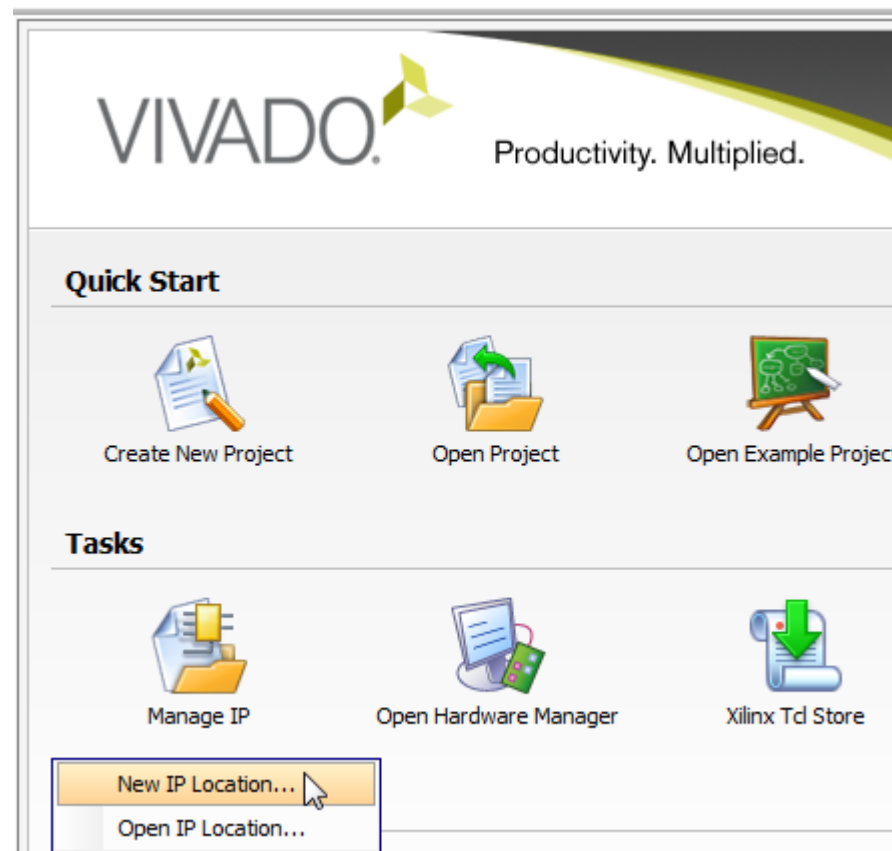 VIVADO.
Productivity. Multiplied.
Quick Start
Create New Project
Open Project
Open Example Projec
Tasks
Manage IP
Open Hardware Manager
Xilinx Tcl Store
New IP Location...
Open IP Location...